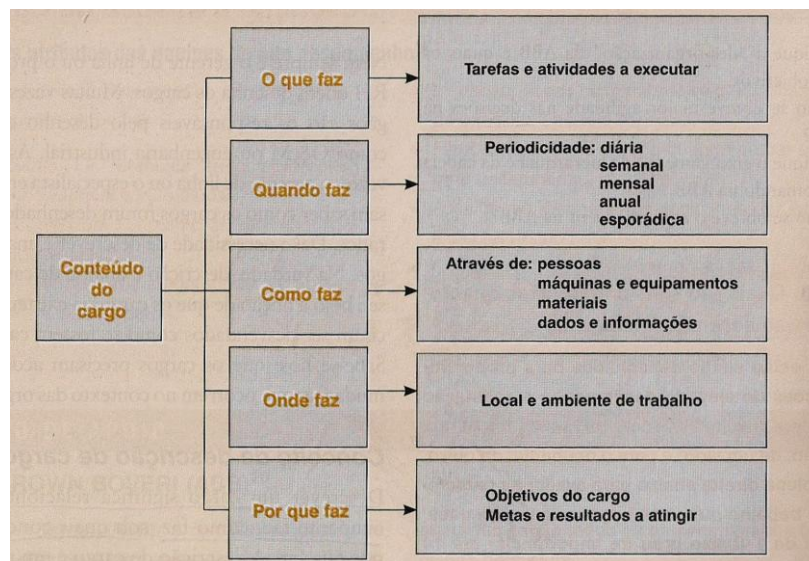 O que faz
Tarefas e atividades a executar
Quando faz
Periodicidade: diária
semanal
mensal
anual
esporádica
Conteúdo
do
cargo
Como faz
Através de: pessoas
máquinas e equipamentos
materiais
dados e informações
Onde faz
Local e ambiente de trabalho
Por que faz
Objetivos do cargo
Metas e resultados a atingir